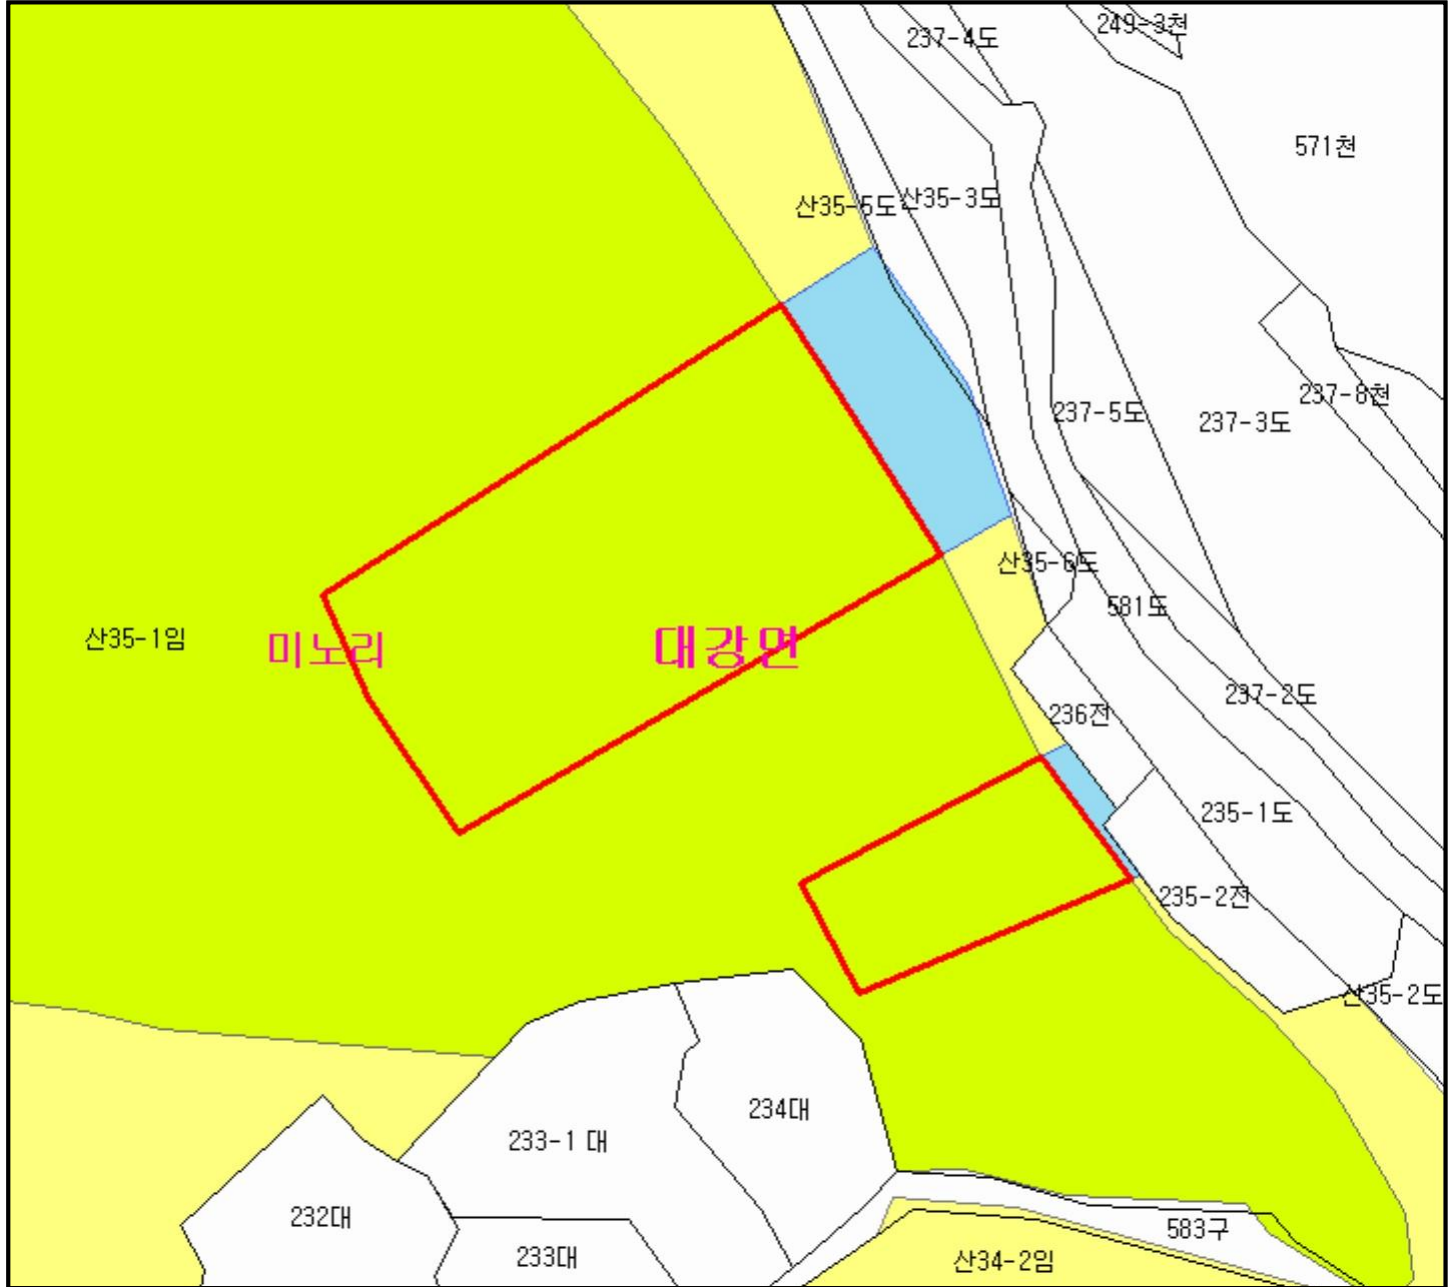 249-3천
237-4도
571천
산35-5도
산35-3도
237-8천
237-5도
237-3도
산35-6도
581도
산35-1임
미노리
대강면
237-2도
236전
235-1도
235-2전
산35-2도
234대
233-1 대
232대
583구
233대
산34-2임